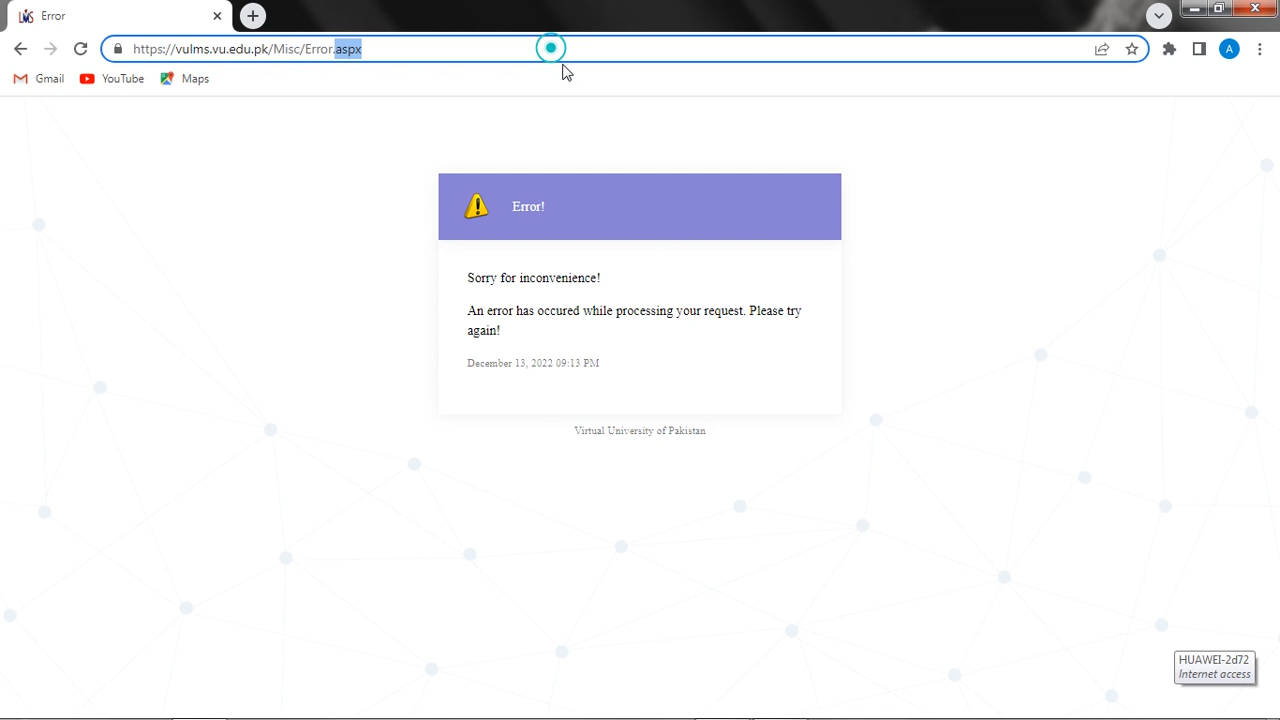 Error
https://vulms.vu.edu.pk/Misc/Error.aspx
A
Gmail
YouTube
Maps
Error!
Sorry for inconvenience!
An error has occured while processing your request. Please try
again!
December 13, 2022 09:13 PM
Virtual University of Pakistan
HUAWEI-2d72
Internet access